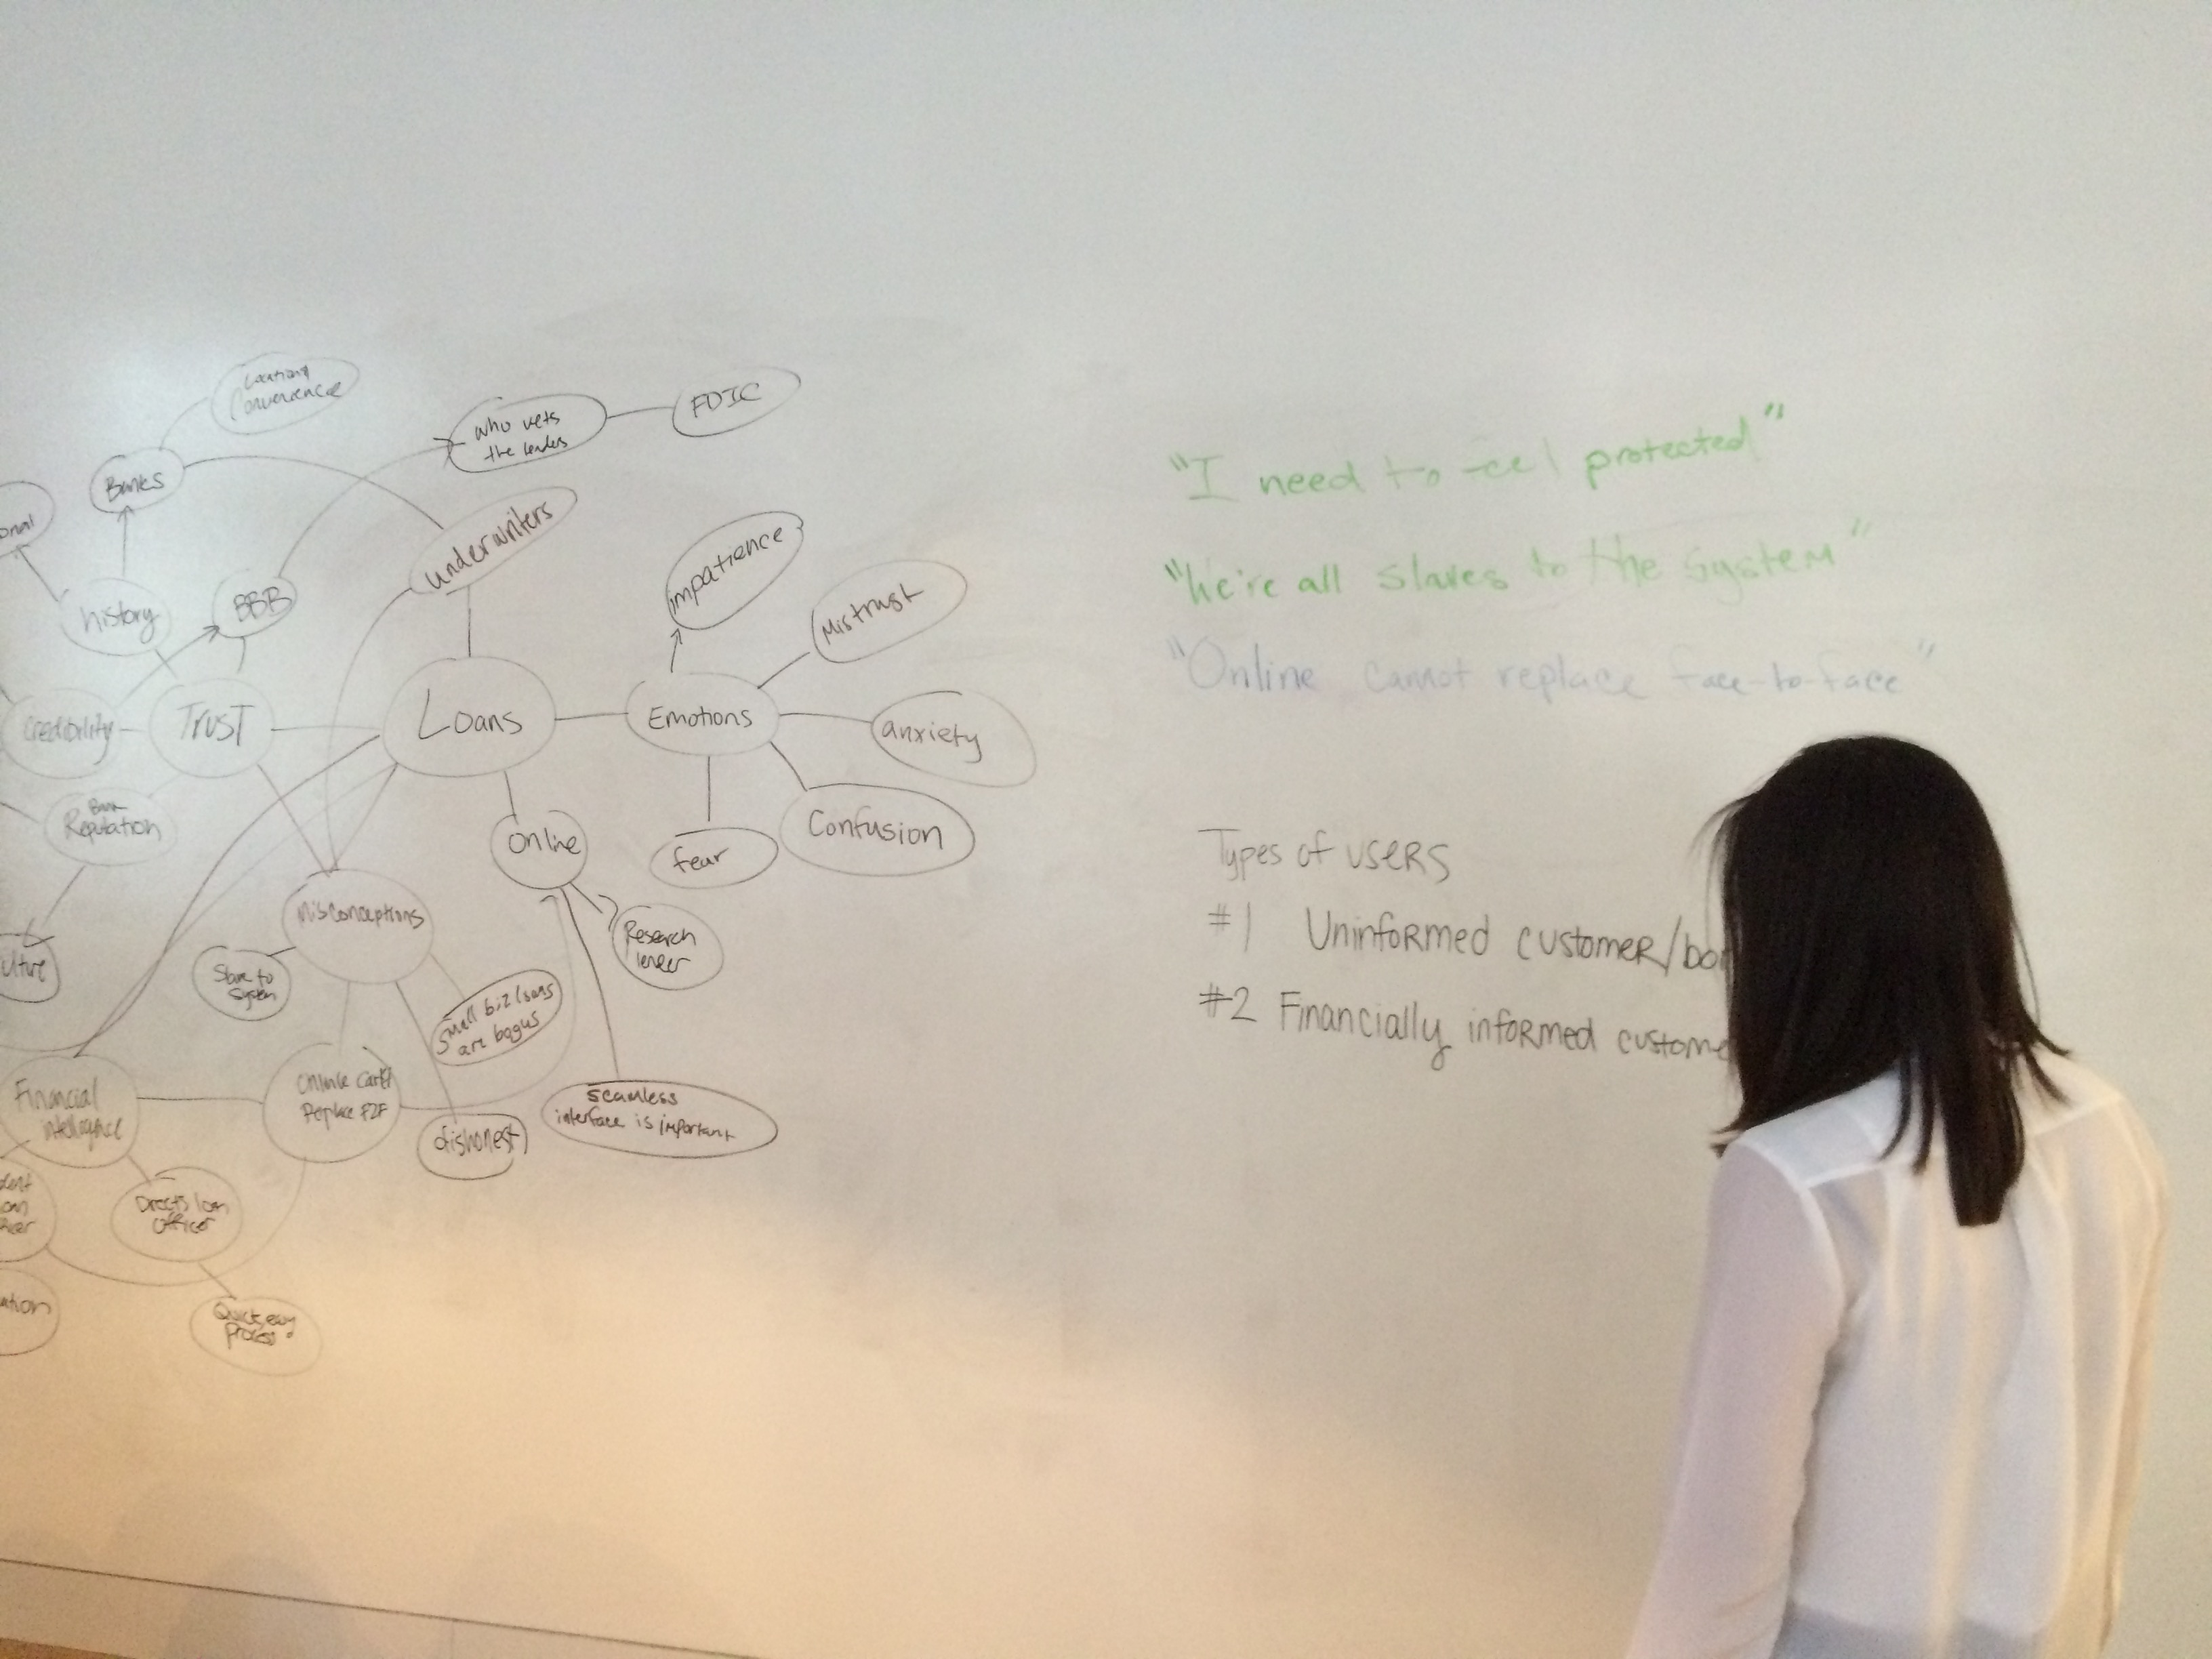 Location/
Convenience
who vets
the lenders
FDIC
Banks
onal
underwriters
impatience
history
BBB
Mistrust
Credibility
Trust
Loans
Emotions
anxiety
Bank
Reputation
Online
fear
Confusion
Misconceptions
ulture
Slave to
System
Research
lender
Small biz loans
are bogus
Financial
intelligence
Online can't
Replace F2F
seamless
interface is important
dishonest
dent
oan
ficer
Directs loan
officer
ation
Quick, easy
process
"I need to feel protected"
"We're all slaves to the system"
"Online cannot replace face-to-face"
Types of users
#1 Uninformed customer/bo
#2 Financially informed custome